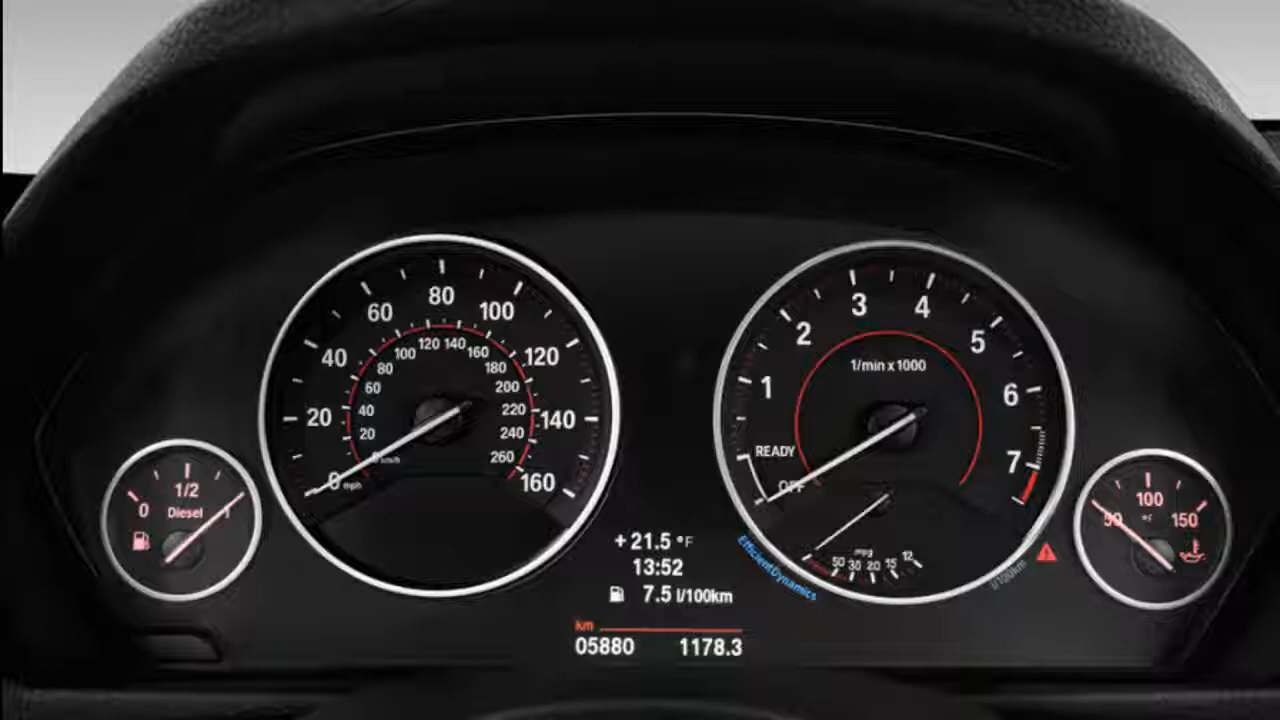 80
60 100
40 120
20 140
0 mph 160
120 140
100 160
80 180
60 200
40 220
20 240
0 km/h 260
3 4
2 5
1/min x 1000
1 6
READY 7
OFF
1/2
0 Diesel 1
100
50 °F 150
mpg
50 30 20 15 12
EfficientDynamics
l/100km
+21.5 °F
13:52
7.5 l/100km
km
05880 1178.3